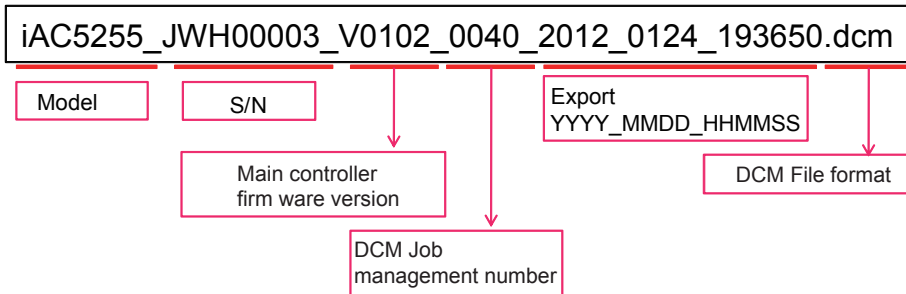 iAC5255_JWH00003_V0102_0040_2012_0124_193650.dcm
Model
S/N
Export
YYYY_MMDD_HHMMSS
Main controller
firm ware version
DCM File format
DCM Job
management number